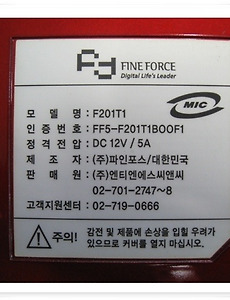 FINE FORCE
Digital Life's Leader
MIC
모 델 명 : F201T1
인 증 번 호 : FF5-F201T1BOOF1
정 격 전 압 : DC 12V / 5A
제 조 자 : (주)파인포스/대한민국
판 매 원 : (주)엔티엔에스씨앤씨
02-701-2747~8
고객지원센터 : 02-719-0666
주의! 감전 및 제품에 손상을 입힐 우려가
있으므로 커버를 열지 마십시오.